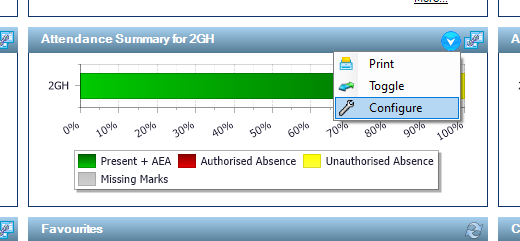 More...
Attendance Summary for 2GH
Print
Toggle
Configure
2GH
0% 10% 20% 30% 40% 50% 60% 70% 80% 90% 100%
Present + AEA Authorised Absence Unauthorised Absence
Missing Marks
Favourites